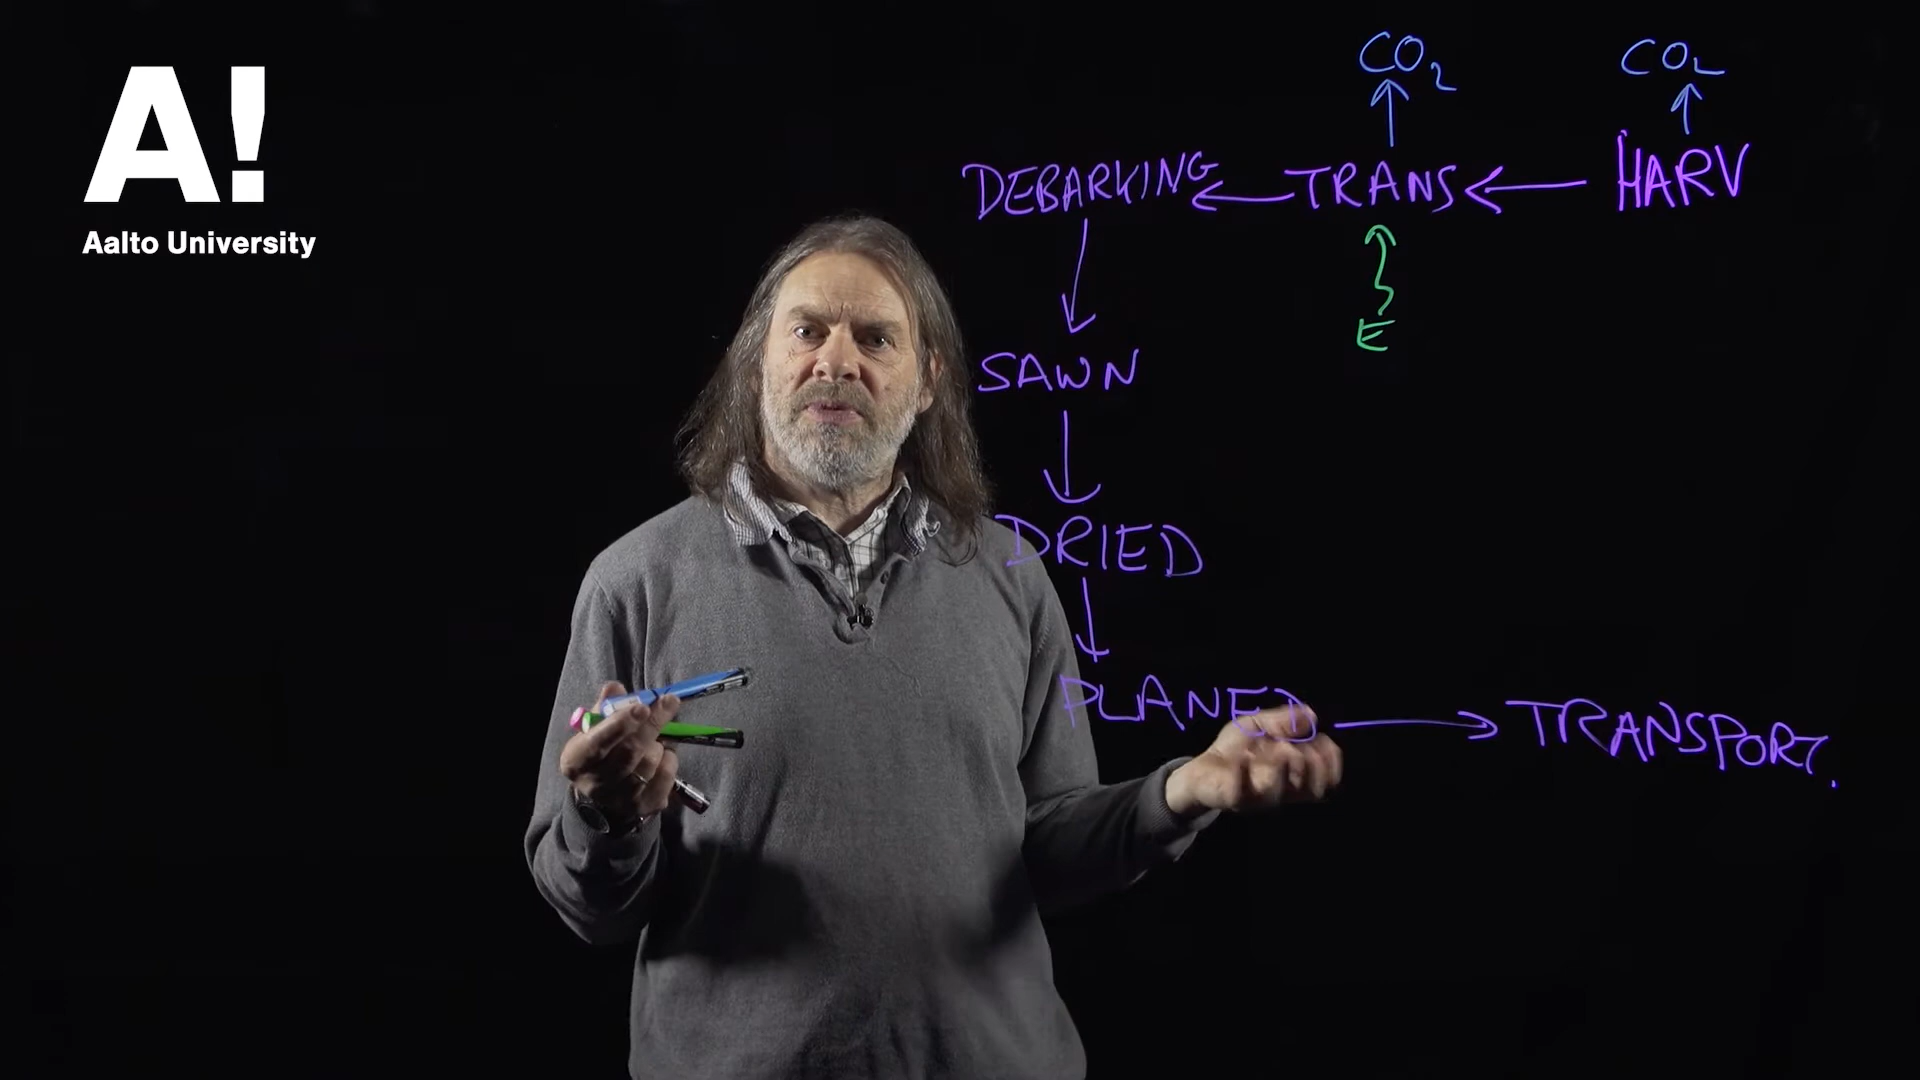 A!
Aalto University
CO2 CO2
DEBARKING TRANS HARV
E
SAWN
DRIED
PLANED TRANSPORT.